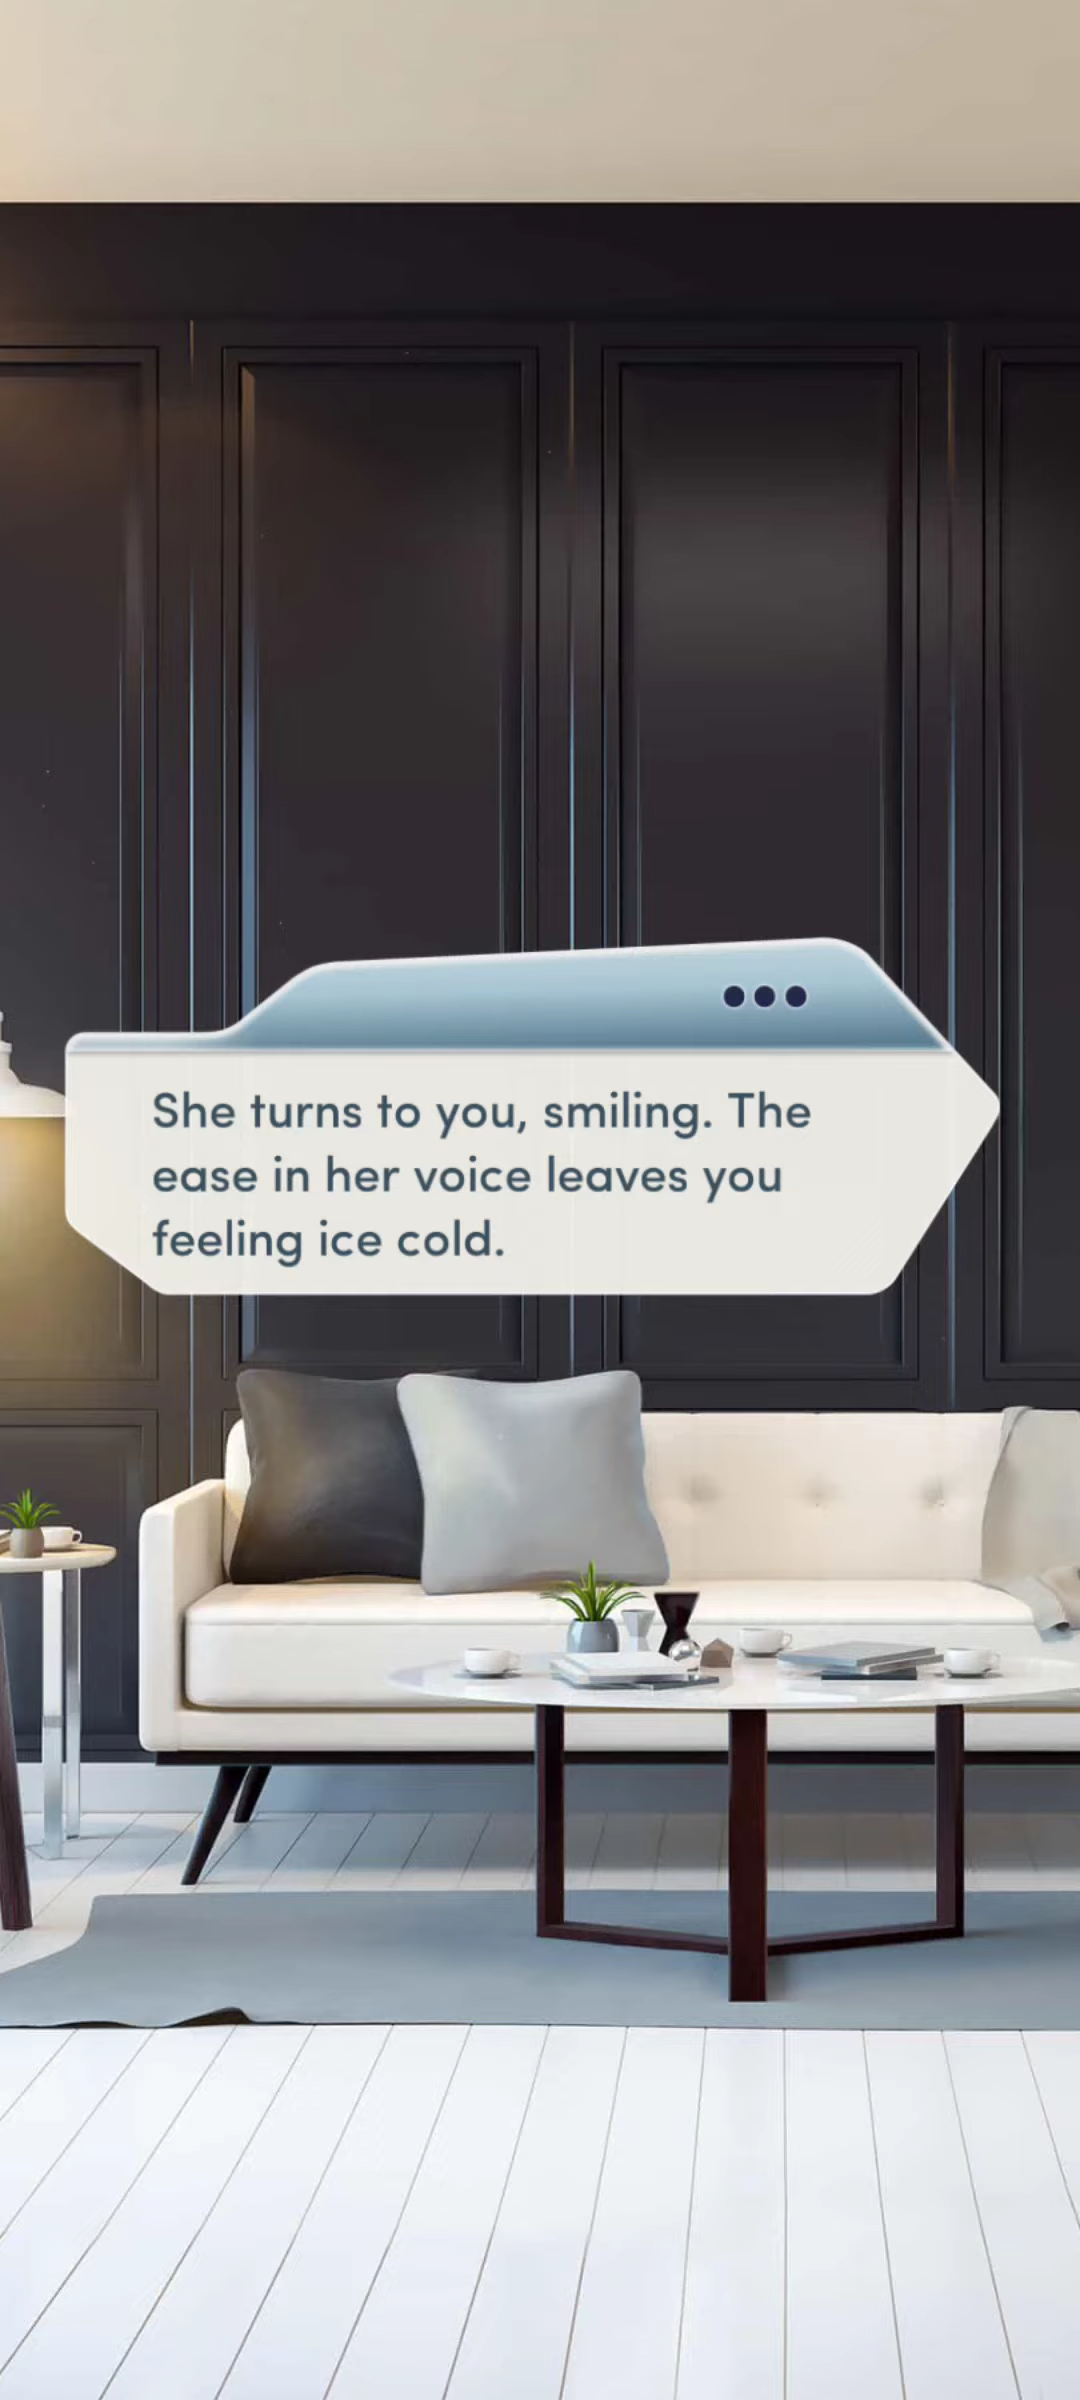 She turns to you, smiling. The
ease in her voice leaves you
feeling ice cold.